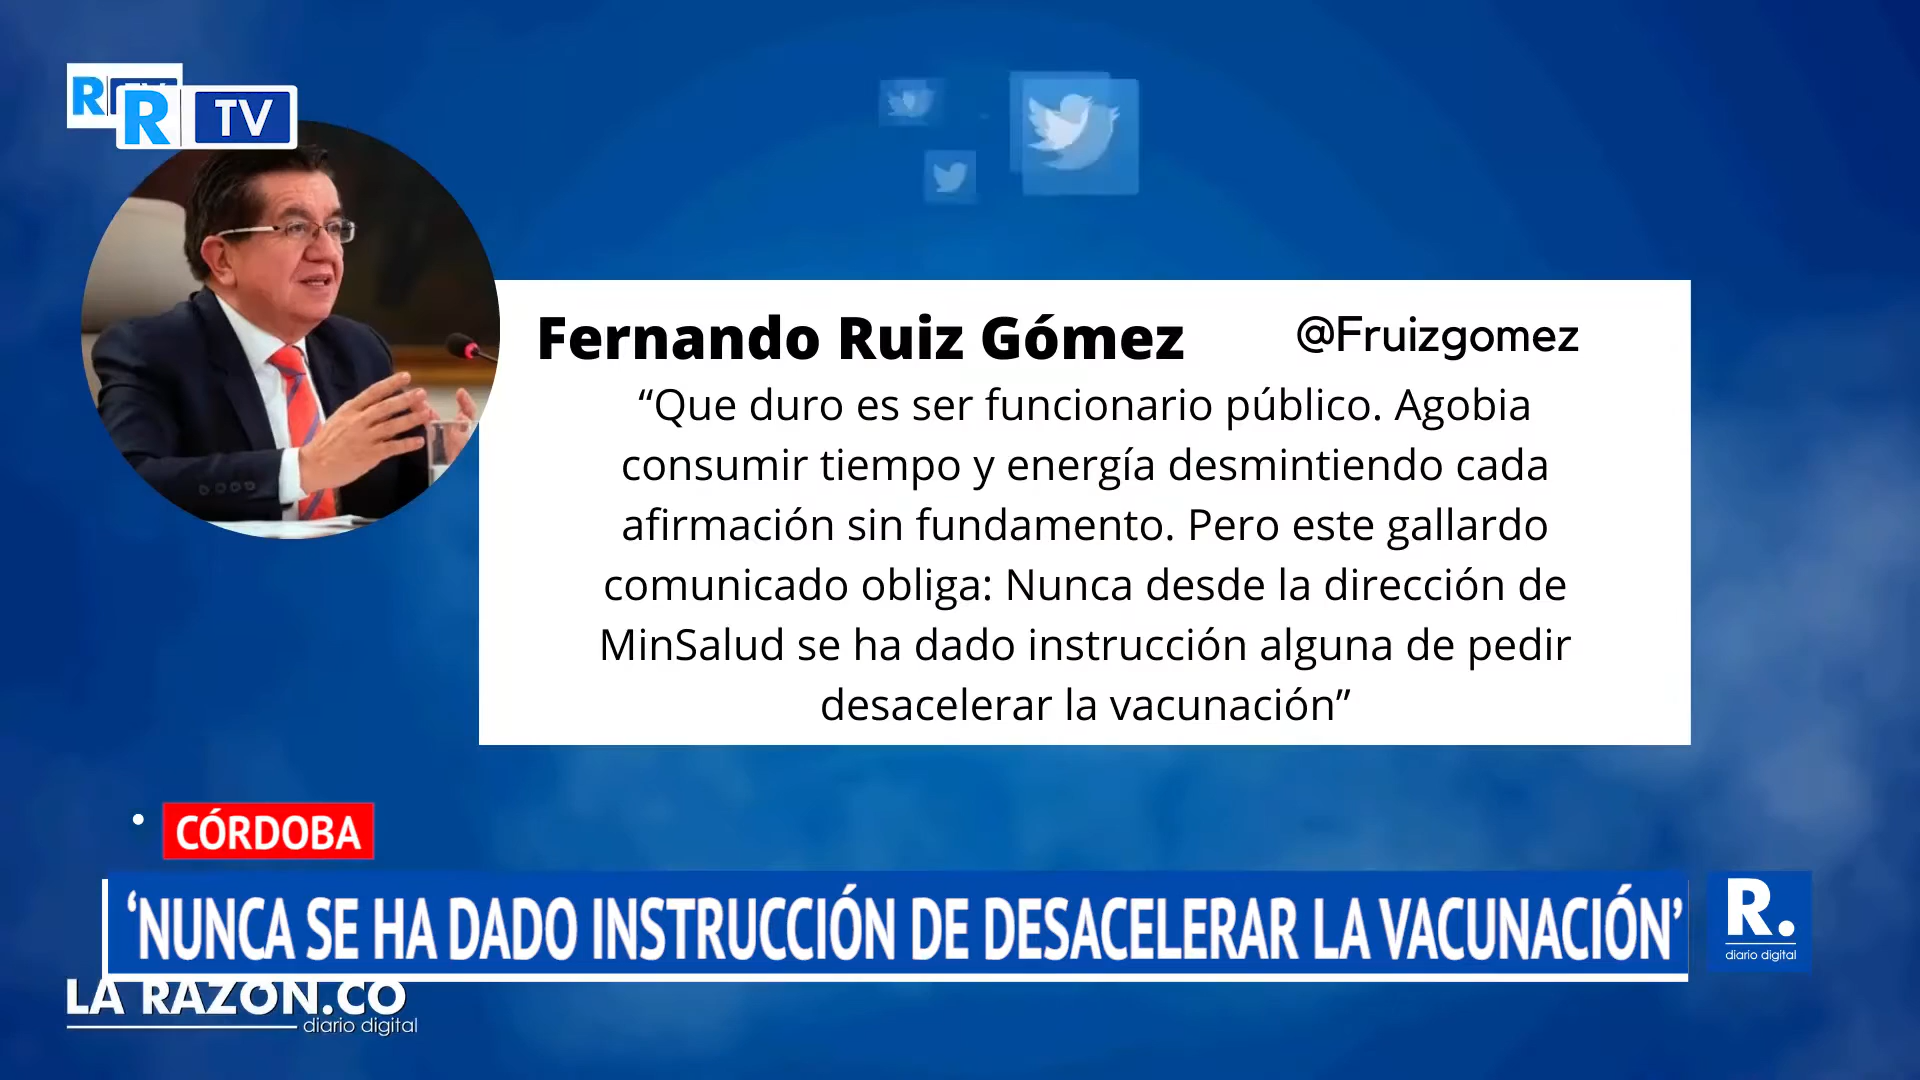 R
R TV
Fernando Ruiz Gómez @Fruizgomez
“Que duro es ser funcionario público. Agobia
consumir tiempo y energía desmintiendo cada
afirmación sin fundamento. Pero este gallardo
comunicado obliga: Nunca desde la dirección de
MinSalud se ha dado instrucción alguna de pedir
desacelerar la vacunación”
CÓRDOBA
‘NUNCA SE HA DADO INSTRUCCIÓN DE DESACELERAR LA VACUNACIÓN’
R.
diario digital
LA RAZÓN.CO
diario digital